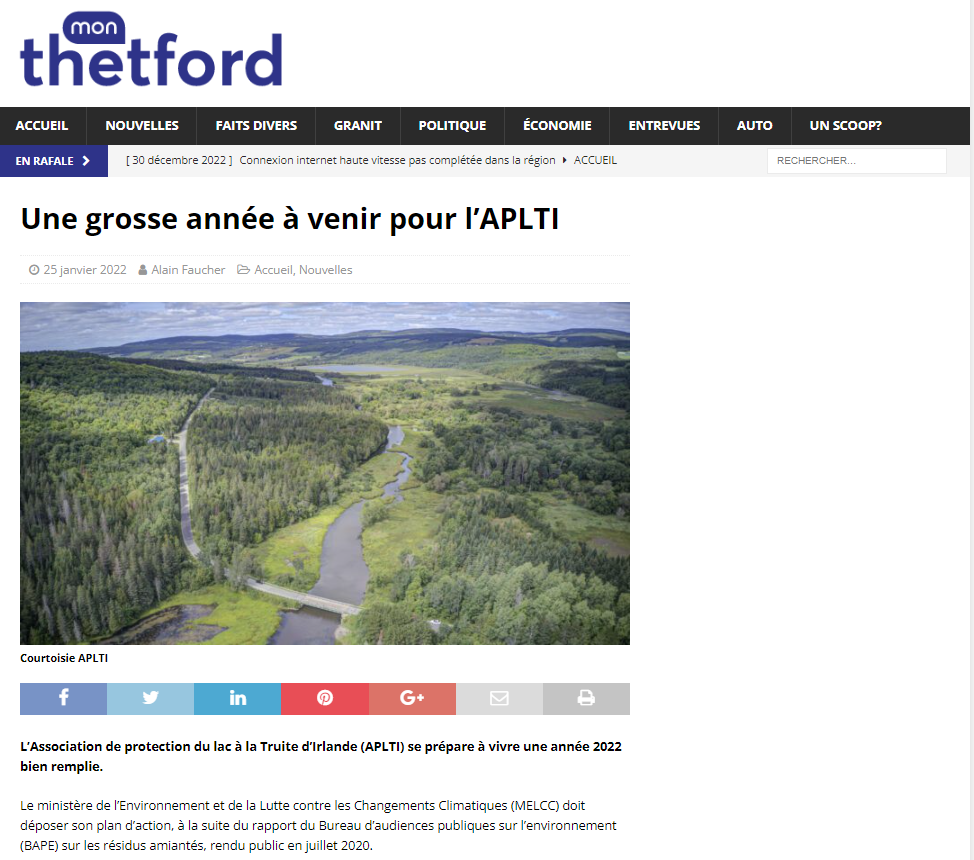 mon
thetford
ACCUEIL NOUVELLES FAITS DIVERS GRANIT POLITIQUE ÉCONOMIE ENTREVUES AUTO UN SCOOP?
EN RAFALE [ 30 décembre 2022 ] Connexion internet haute vitesse pas complétée dans la région ACCUEIL RECHERCHER...
Une grosse année à venir pour l’APLTI
25 janvier 2022 Alain Faucher Accueil, Nouvelles
Courtoisie APLTI
L’Association de protection du lac à la Truite d’Irlande (APLTI) se prépare à vivre une année 2022
bien remplie.
Le ministère de l’Environnement et de la Lutte contre les Changements Climatiques (MELCC) doit
déposer son plan d’action, à la suite du rapport du Bureau d’audiences publiques sur l’environnement
(BAPE) sur les résidus amiantés, rendu public en juillet 2020.